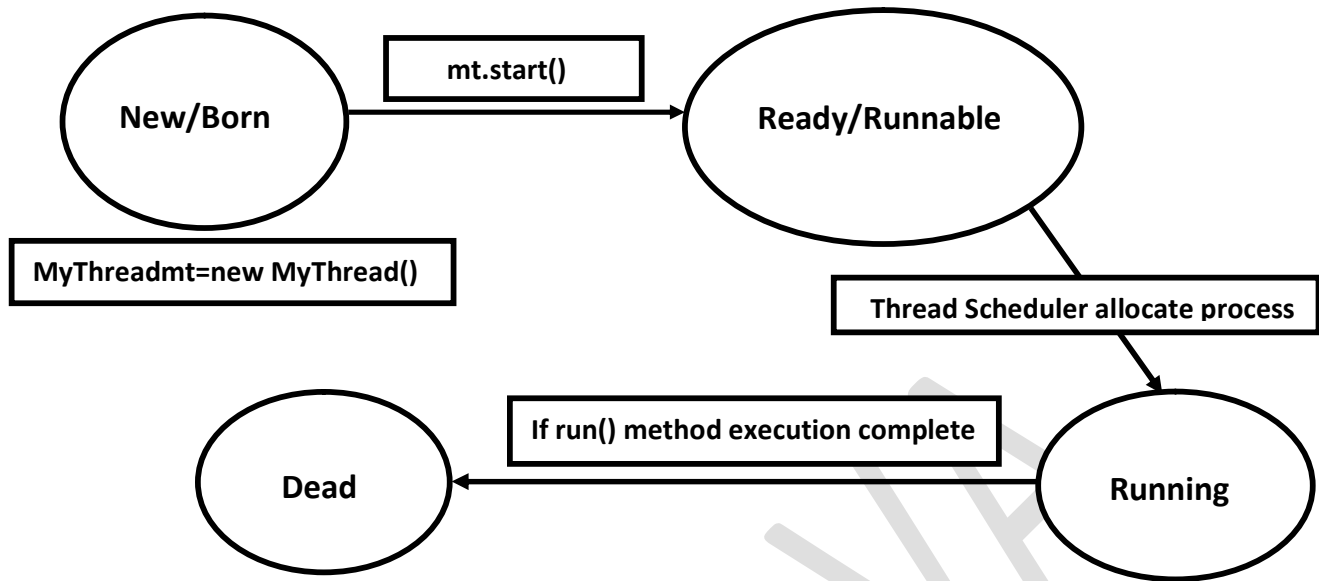 mt.start()
New/Born
Ready/Runnable
MyThreadmt=new MyThread()
Thread Scheduler allocate process
If run() method execution complete
Dead
Running
VA